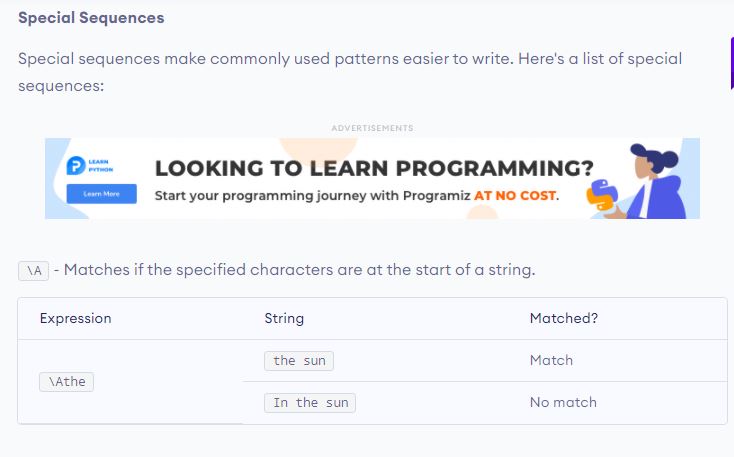 Special Sequences
Special sequences make commonly used patterns easier to write. Here's a list of special
sequences:
ADVERTISEMENTS
LEARN
PYTHON
Learn More
LOOKING TO LEARN PROGRAMMING?
Start your programming journey with Programiz AT NO COST.
\A - Matches if the specified characters are at the start of a string.
Expression String Matched?
\Athe
the sun Match
In the sun No match